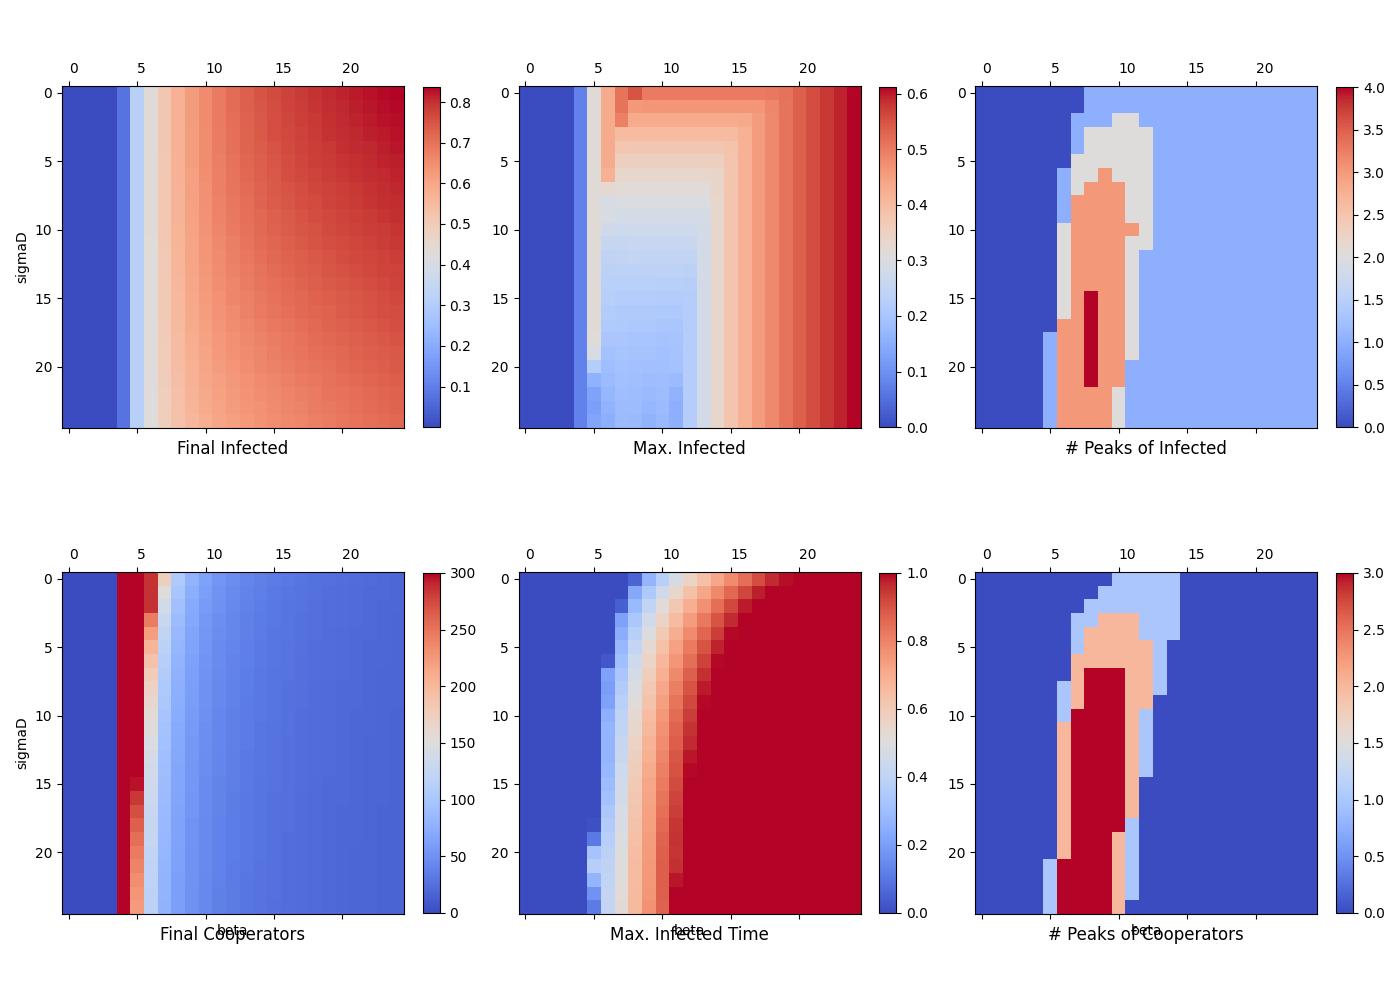 0 5 10 15 20
0 5 10 15 20
0.8 0.7 0.6 0.5 0.4 0.3 0.2 0.1
sigmaD
Final Infected
0 5 10 15 20
0 5 10 15 20
0.6 0.5 0.4 0.3 0.2 0.1 0.0
Max. Infected
0 5 10 15 20
0 5 10 15 20
4.0 3.5 3.0 2.5 2.0 1.5 1.0 0.5 0.0
# Peaks of Infected
0 5 10 15 20
0 5 10 15 20
300 250 200 150 100 50 0
sigmaD
beta
Final Cooperators
0 5 10 15 20
0 5 10 15 20
1.0 0.8 0.6 0.4 0.2 0.0
beta
Max. Infected Time
0 5 10 15 20
0 5 10 15 20
3.0 2.5 2.0 1.5 1.0 0.5 0.0
beta
# Peaks of Cooperators